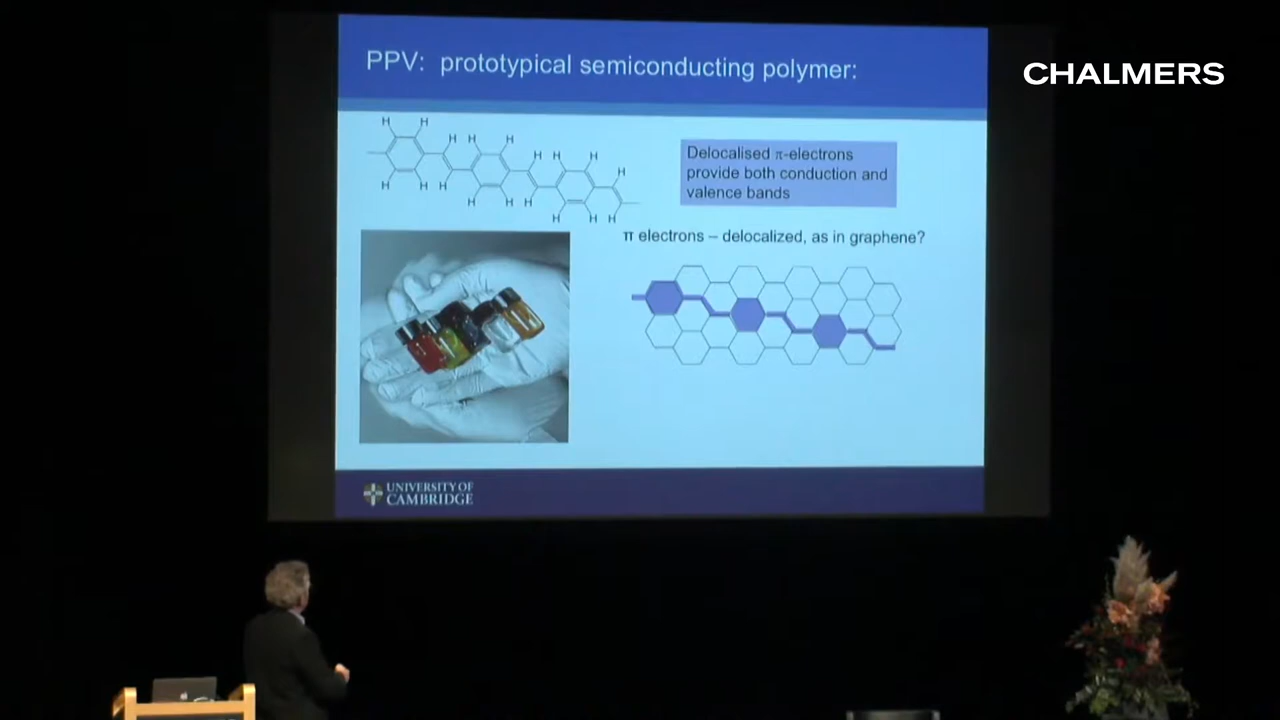 PPV: prototypical semiconducting polymer:
CHALMERS
H H
H H H
H H H
H
H H H
H H H
H H H
Delocalised π-electrons
provide both conduction and
valence bands
π electrons – delocalized, as in graphene?
UNIVERSITY OF
CAMBRIDGE